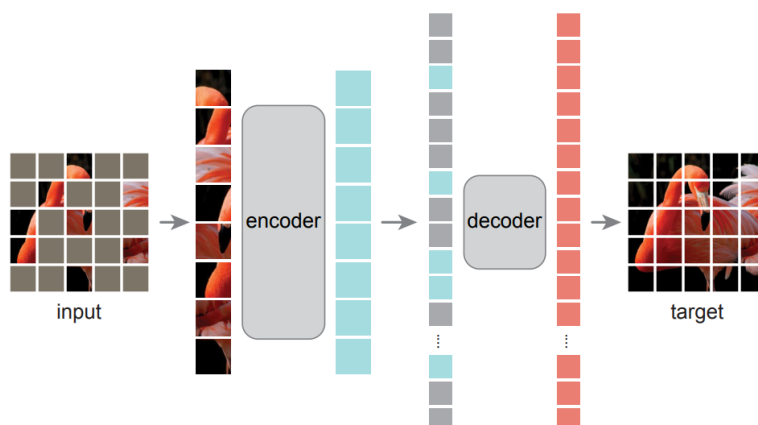 encoder
decoder
input
target